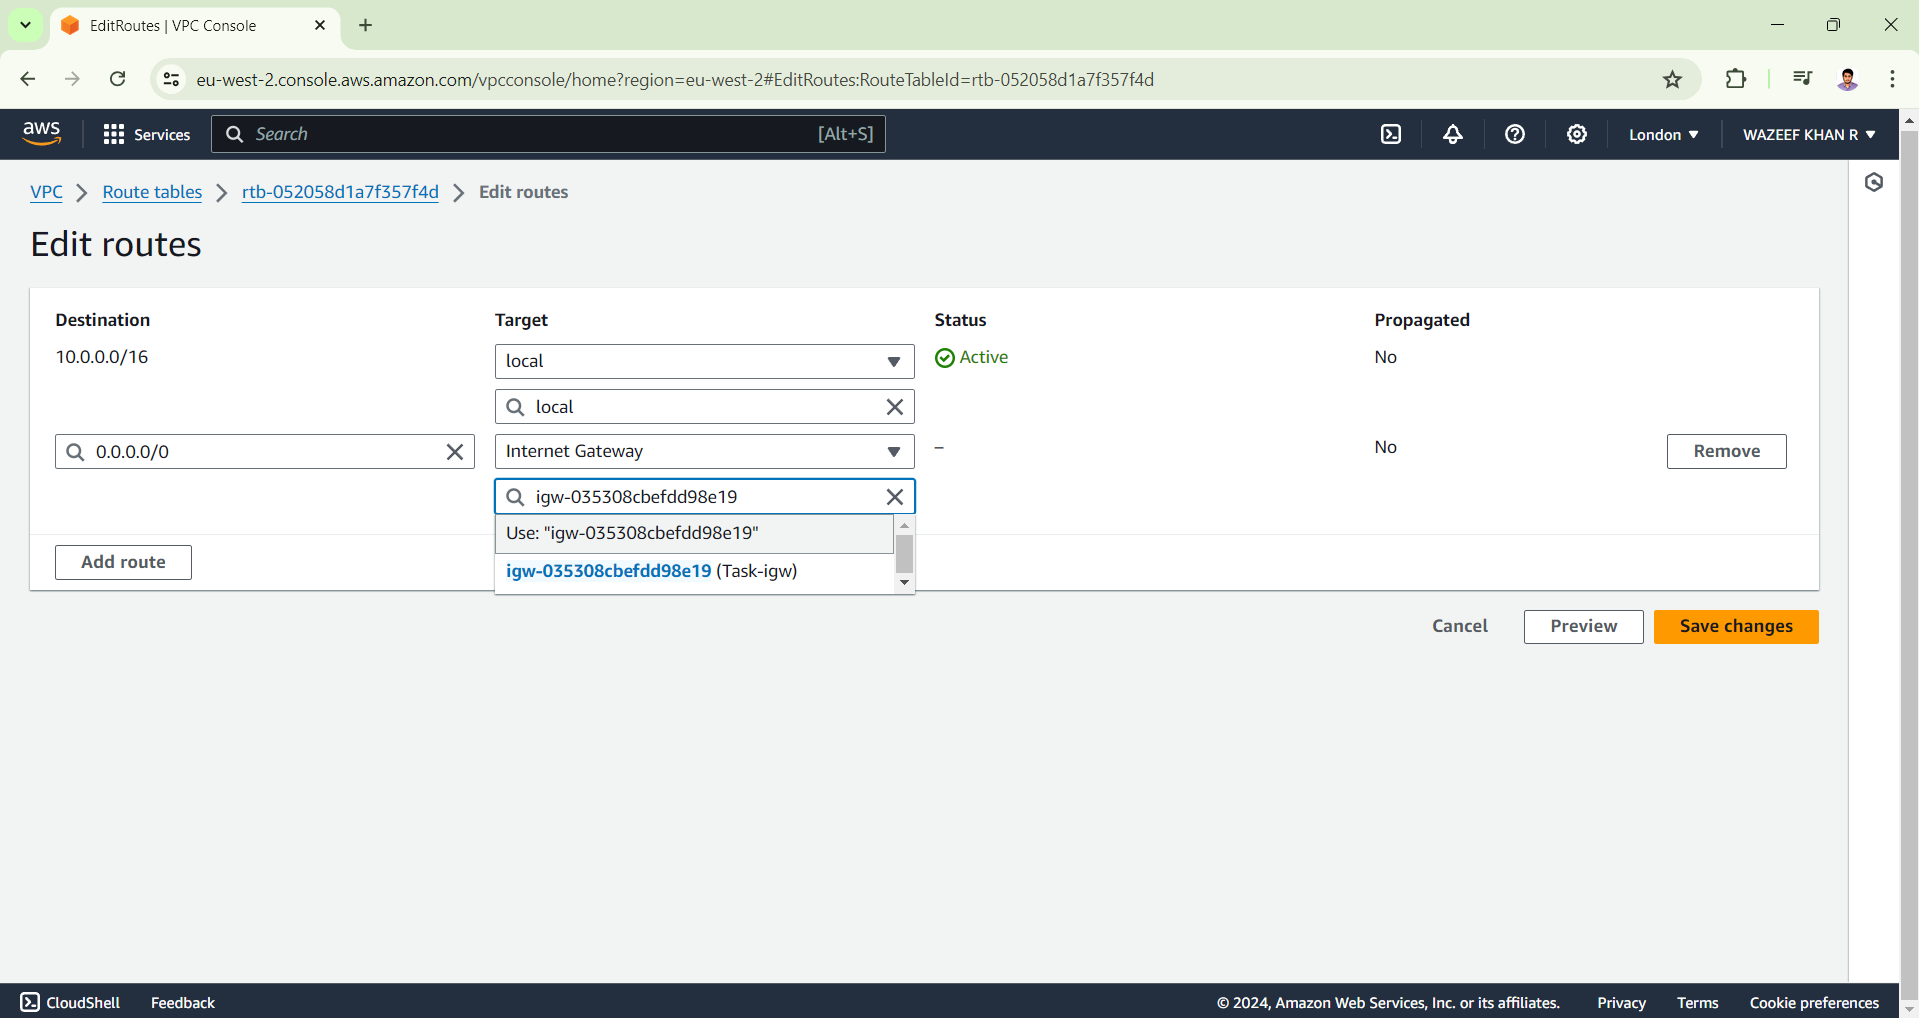 EditRoutes | VPC Console
eu-west-2.console.aws.amazon.com/vpcconsole/home?region=eu-west-2#EditRoutes:RouteTableId=rtb-052058d1a7f357f4d
aws Services Search [Alt+S] London WAZEEF KHAN R
VPC Route tables rtb-052058d1a7f357f4d Edit routes
Edit routes
Destination Target Status Propagated
10.0.0.0/16 local Active No
local
0.0.0.0/0 Internet Gateway – No Remove
igw-035308cbefdd98e19
Use: "igw-035308cbefdd98e19"
Add route igw-035308cbefdd98e19 (Task-igw)
Cancel Preview Save changes
CloudShell Feedback © 2024, Amazon Web Services, Inc. or its affiliates. Privacy Terms Cookie preferences